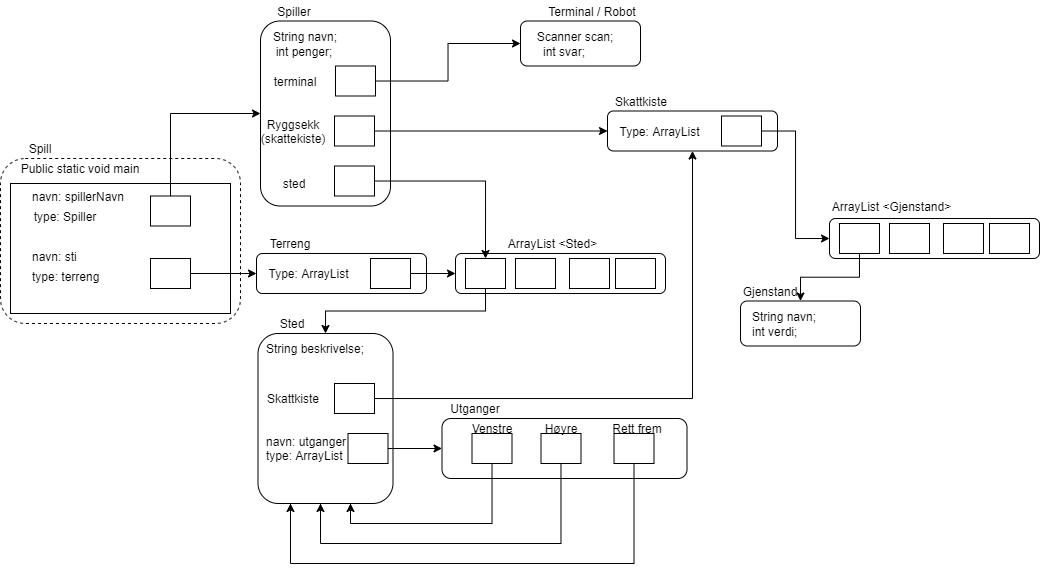 Spiller
String navn;
int penger;
terminal
Ryggsekk
(skattekiste)
sted
Terminal / Robot
Scanner scan;
int svar;
Skattkiste
Type: ArrayList
Spill
Public static void main
navn: spillerNavn
type: Spiller
navn: sti
type: terreng
Terreng
Type: ArrayList
ArrayList <Sted>
ArrayList <Gjenstand>
Gjenstand
String navn;
int verdi;
Sted
String beskrivelse;
Skattkiste
navn: utganger
type: ArrayList
Utganger
Venstre
Høyre
Rett frem